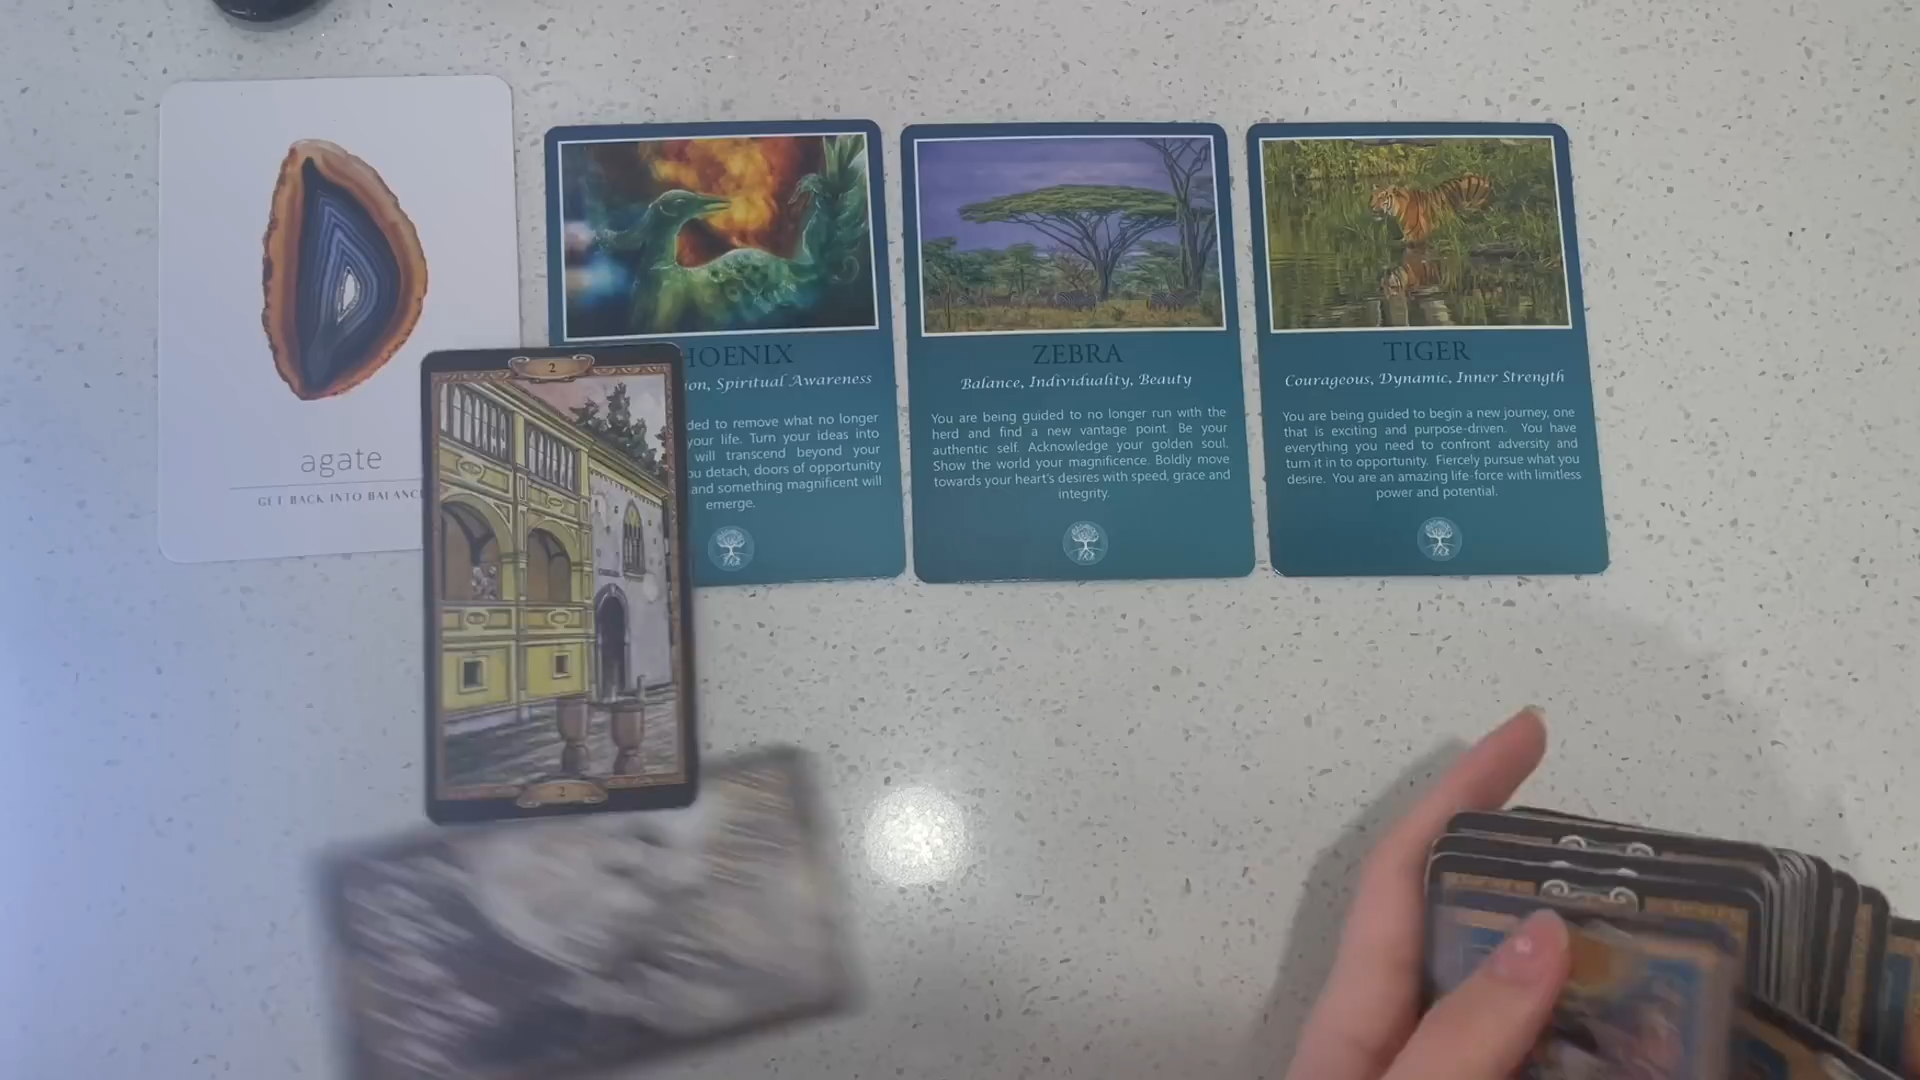 agate
GET BACK INTO BALANC
HOENIX
on, Spiritual Awareness
ded to remove what no longer
your life. Turn your ideas into
will transcend beyond your
ou detach, doors of opportunity
and something magnificent will
emerge.
ZEBRA
Balance, Individuality, Beauty
You are being guided to no longer run with the
herd and find a new vantage point. Be your
authentic self. Acknowledge your golden soul.
Show the world your magnificence. Boldly move
towards your heart's desires with speed, grace and
integrity.
TIGER
Courageous, Dynamic, Inner Strength
You are being guided to begin a new journey, one
that is exciting and purpose-driven. You have
everything you need to confront adversity and
turn it in to opportunity. Fiercely pursue what you
desire. You are an amazing life-force with limitless
power and potential.
2
2